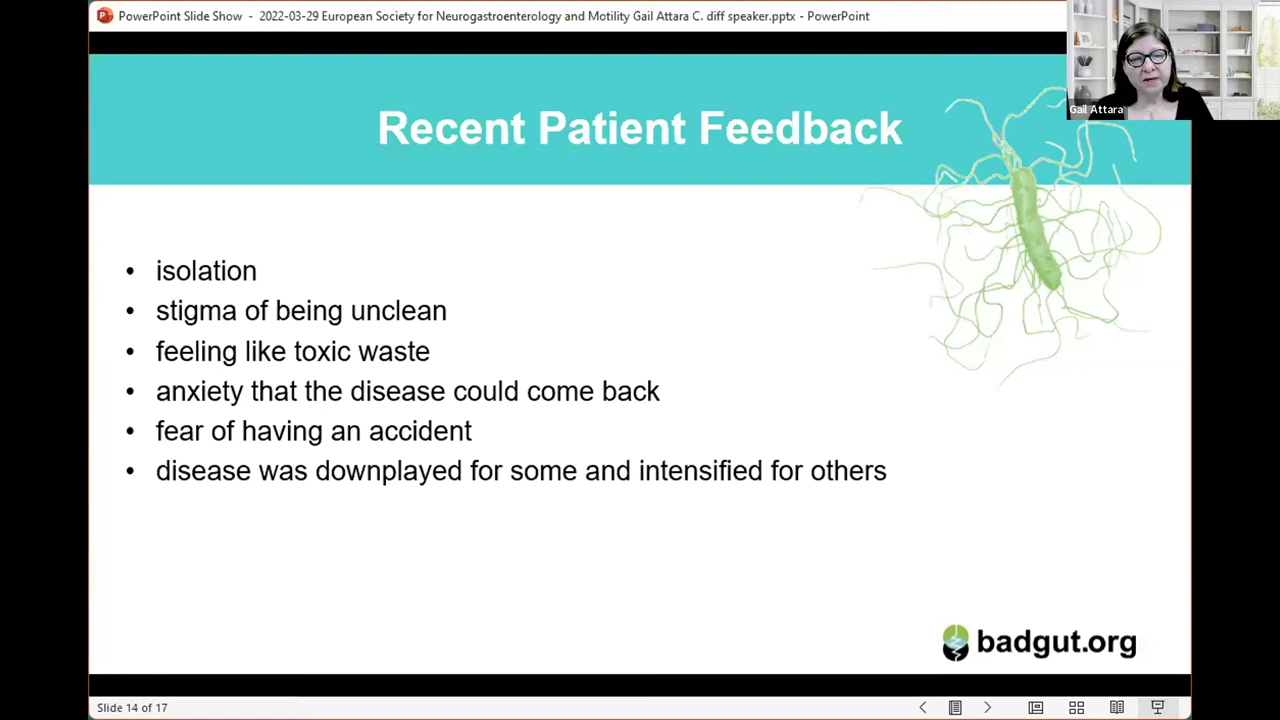 PowerPoint Slide Show - 2022-03-29 European Society for Neurogastroenterology and Motility Gail Attara C. diff speaker.pptx - PowerPoint
Gail Attara
Recent Patient Feedback
• isolation
• stigma of being unclean
• feeling like toxic waste
• anxiety that the disease could come back
• fear of having an accident
• disease was downplayed for some and intensified for others
badgut.org
Slide 14 of 17